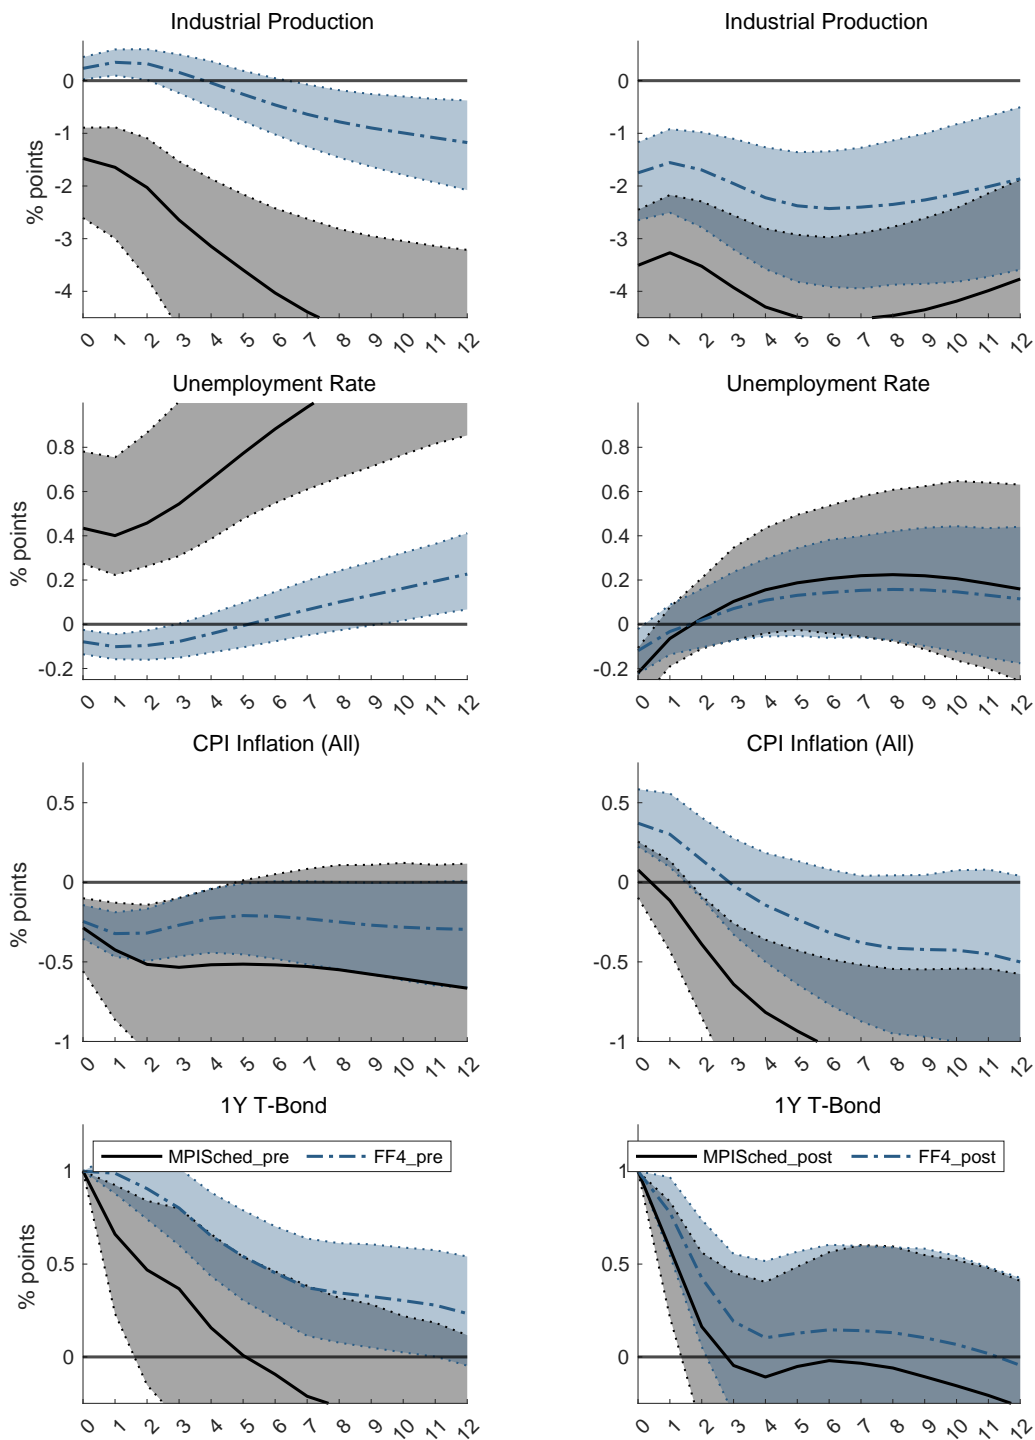 Industrial Production
% points
0
-1
-2
-3
-4
0 1 2 3 4 5 6 7 8 9 10 11 12
Industrial Production
0
-1
-2
-3
-4
0 1 2 3 4 5 6 7 8 9 10 11 12
Unemployment Rate
% points
0.8
0.6
0.4
0.2
0
-0.2
0 1 2 3 4 5 6 7 8 9 10 11 12
Unemployment Rate
0.8
0.6
0.4
0.2
0
-0.2
0 1 2 3 4 5 6 7 8 9 10 11 12
CPI Inflation (All)
% points
0.5
0
-0.5
-1
0 1 2 3 4 5 6 7 8 9 10 11 12
CPI Inflation (All)
0.5
0
-0.5
-1
0 1 2 3 4 5 6 7 8 9 10 11 12
1Y T-Bond
% points
MPISched_pre FF4_pre
1
0.5
0
0 1 2 3 4 5 6 7 8 9 10 11 12
1Y T-Bond
MPISched_post FF4_post
1
0.5
0
0 1 2 3 4 5 6 7 8 9 10 11 12